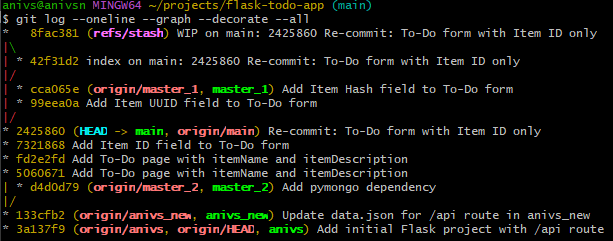 anivs@anivsn MINGW64 ~/projects/flask-todo-app (main)
$ git log --oneline --graph --decorate --all
*   8fac381 (refs/stash) WIP on main: 2425860 Re-commit: To-Do form with Item ID only
|\
| * 42f31d2 index on main: 2425860 Re-commit: To-Do form with Item ID only
|/
| * cca065e (origin/master_1, master_1) Add Item Hash field to To-Do form
| * 99eea0a Add Item UUID field to To-Do form
|/
* 2425860 (HEAD -> main, origin/main) Re-commit: To-Do form with Item ID only
* 7321868 Add Item ID field to To-Do form
* fd2e2fd Add To-Do page with itemName and itemDescription
* 5060671 Add To-Do page with itemName and itemDescription
| * d4d0d79 (origin/master_2, master_2) Add pymongo dependency
|/
* 133cfb2 (origin/anivs_new, anivs_new) Update data.json for /api route in anivs_new
* 3a137f9 (origin/anivs, origin/HEAD, anivs) Add initial Flask project with /api route